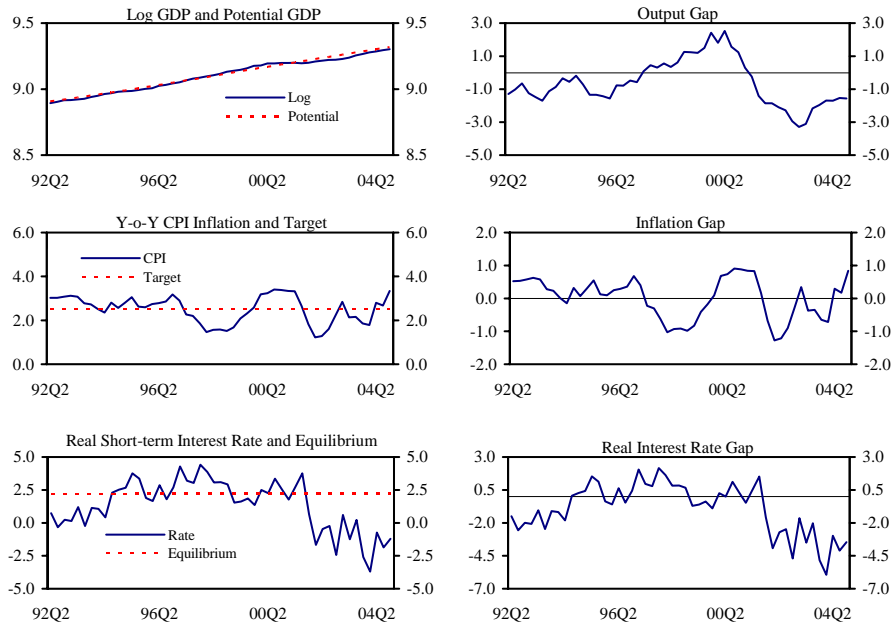 Log GDP and Potential GDP
9.5 9.5
9.0 9.0
8.5 8.5
Log
Potential
92Q2 96Q2 00Q2 04Q2
Output Gap
3.0 3.0
1.0 1.0
-1.0 -1.0
-3.0 -3.0
-5.0 -5.0
92Q2 96Q2 00Q2 04Q2
Y-o-Y CPI Inflation and Target
6.0 6.0
4.0 4.0
2.0 2.0
0.0 0.0
CPI
Target
92Q2 96Q2 00Q2 04Q2
Inflation Gap
2.0 2.0
1.0 1.0
0.0 0.0
-1.0 -1.0
-2.0 -2.0
92Q2 96Q2 00Q2 04Q2
Real Short-term Interest Rate and Equilibrium
5.0 5.0
2.5 2.5
0.0 0.0
-2.5 -2.5
-5.0 -5.0
Rate
Equilibrium
92Q2 96Q2 00Q2 04Q2
Real Interest Rate Gap
3.0 3.0
0.5 0.5
-2.0 -2.0
-4.5 -4.5
-7.0 -7.0
92Q2 96Q2 00Q2 04Q2